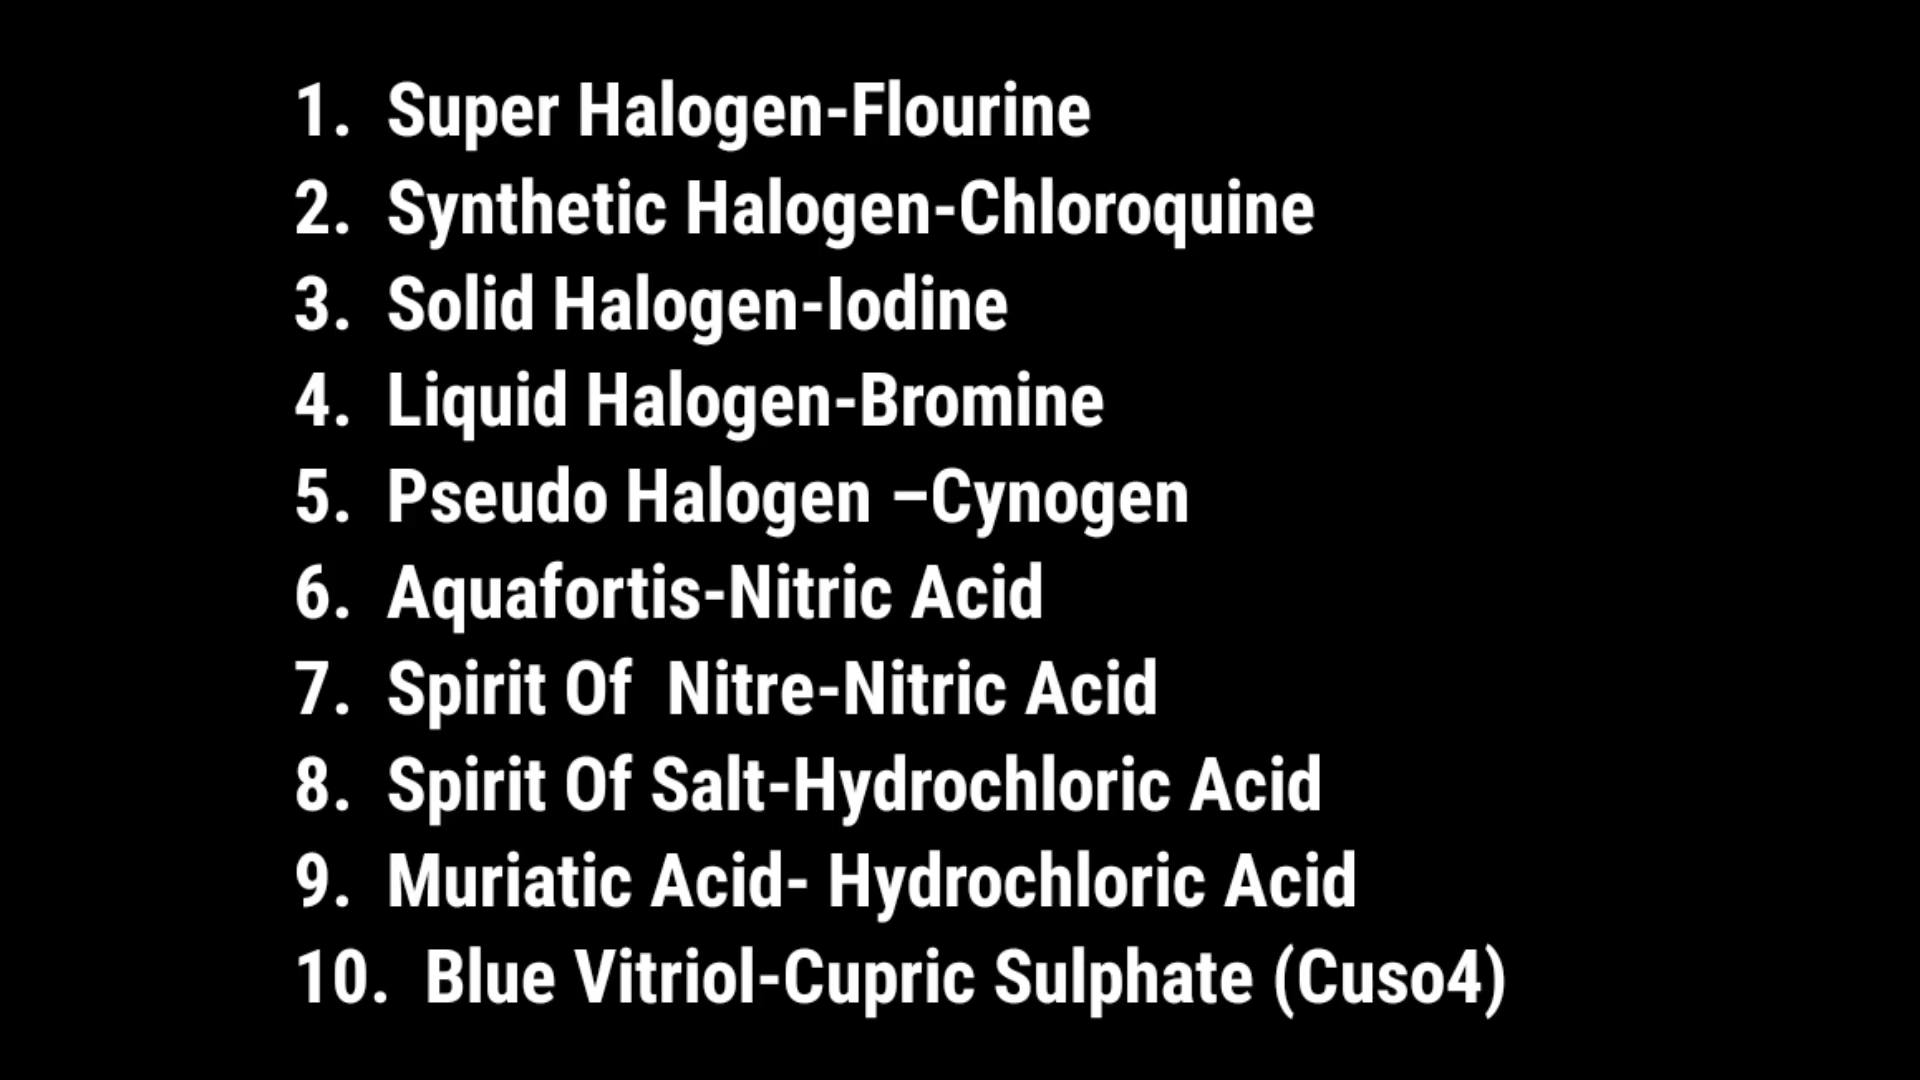 1. Super Halogen-Flourine
2. Synthetic Halogen-Chloroquine
3. Solid Halogen-Iodine
4. Liquid Halogen-Bromine
5. Pseudo Halogen –Cynogen
6. Aquafortis-Nitric Acid
7. Spirit Of  Nitre-Nitric Acid
8. Spirit Of Salt-Hydrochloric Acid
9. Muriatic Acid- Hydrochloric Acid
10. Blue Vitriol-Cupric Sulphate (Cuso4)